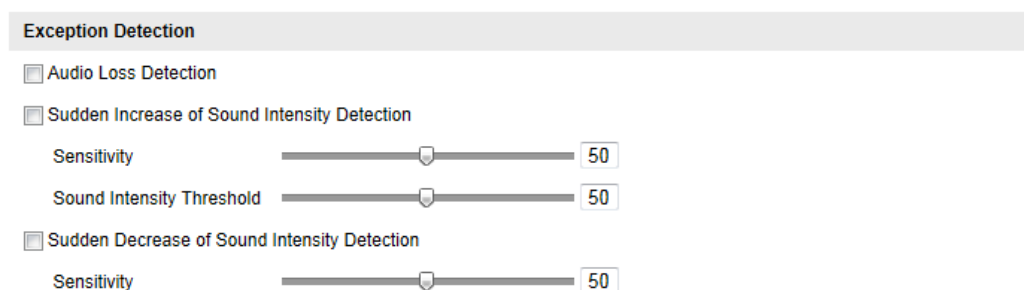 Exception Detection
Audio Loss Detection
Sudden Increase of Sound Intensity Detection
Sensitivity 50
Sound Intensity Threshold 50
Sudden Decrease of Sound Intensity Detection
Sensitivity 50